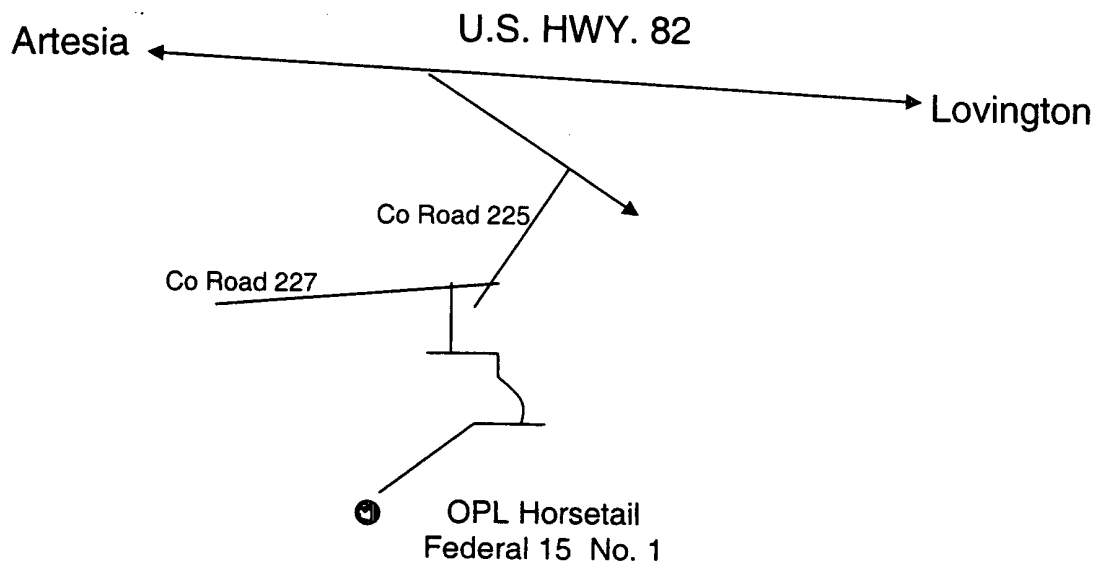 U.S. HWY. 82
Artesia
Lovington
Co Road 225
Co Road 227
OPL Horsetail
Federal 15 No. 1